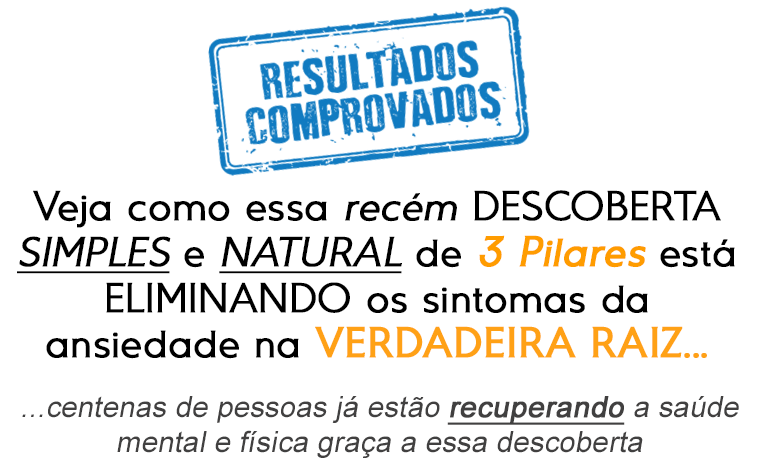 RESULTADOS
COMPROVADOS
Veja como essa recém DESCOBERTA
SIMPLES e NATURAL de 3 Pilares está
ELIMINANDO os sintomas da
ansiedade na VERDADEIRA RAIZ...
...centenas de pessoas já estão recuperando a saúde
mental e física graça a essa descoberta